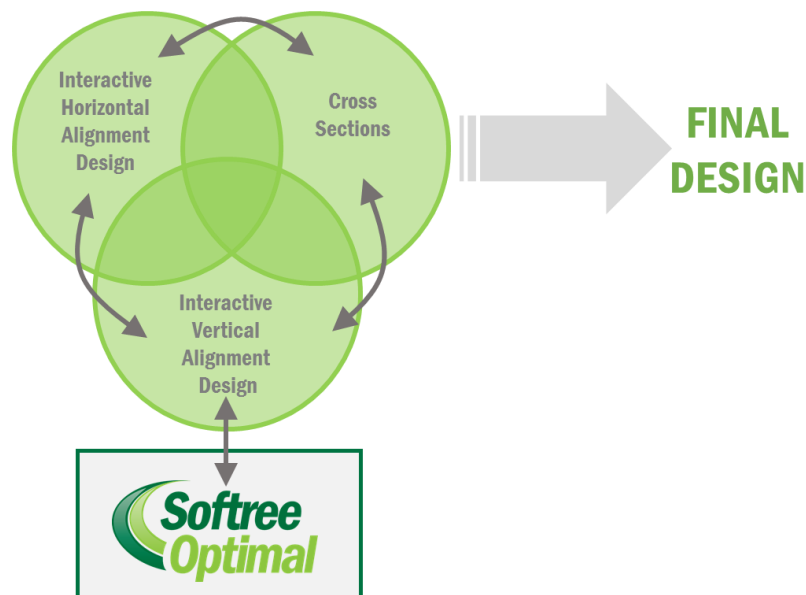 Interactive
Horizontal
Alignment
Design
Cross
Sections
FINAL
DESIGN
Interactive
Vertical
Alignment
Design
Softree
Optimal